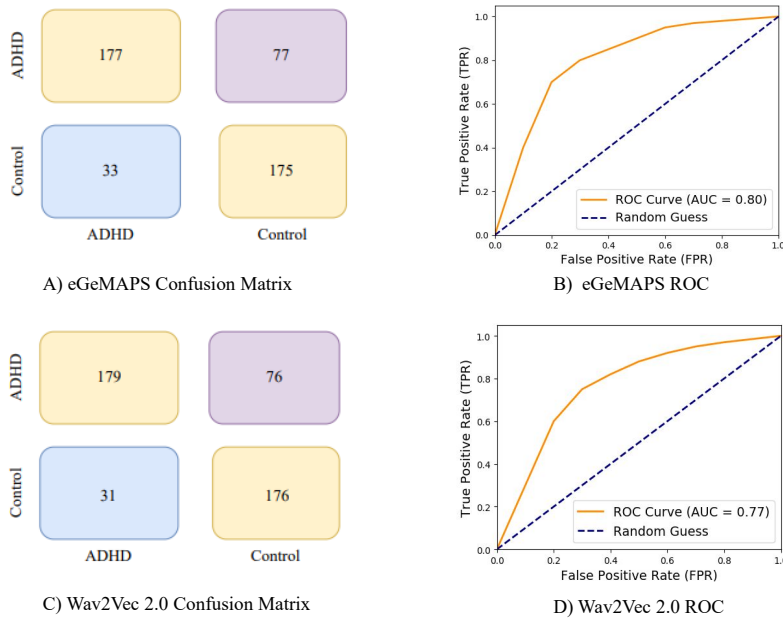 ADHD
177
77
Control
33
175
ADHD
Control
A) eGeMAPS Confusion Matrix
True Positive Rate (TPR)
1.0
0.8
0.6
0.4
0.2
0.0
ROC Curve (AUC = 0.80)
Random Guess
0.0 0.2 0.4 0.6 0.8 1.0
False Positive Rate (FPR)
B) eGeMAPS ROC
ADHD
179
76
Control
31
176
ADHD
Control
C) Wav2Vec 2.0 Confusion Matrix
True Positive Rate (TPR)
1.0
0.8
0.6
0.4
0.2
0.0
ROC Curve (AUC = 0.77)
Random Guess
0.0 0.2 0.4 0.6 0.8 1.0
False Positive Rate (FPR)
D) Wav2Vec 2.0 ROC